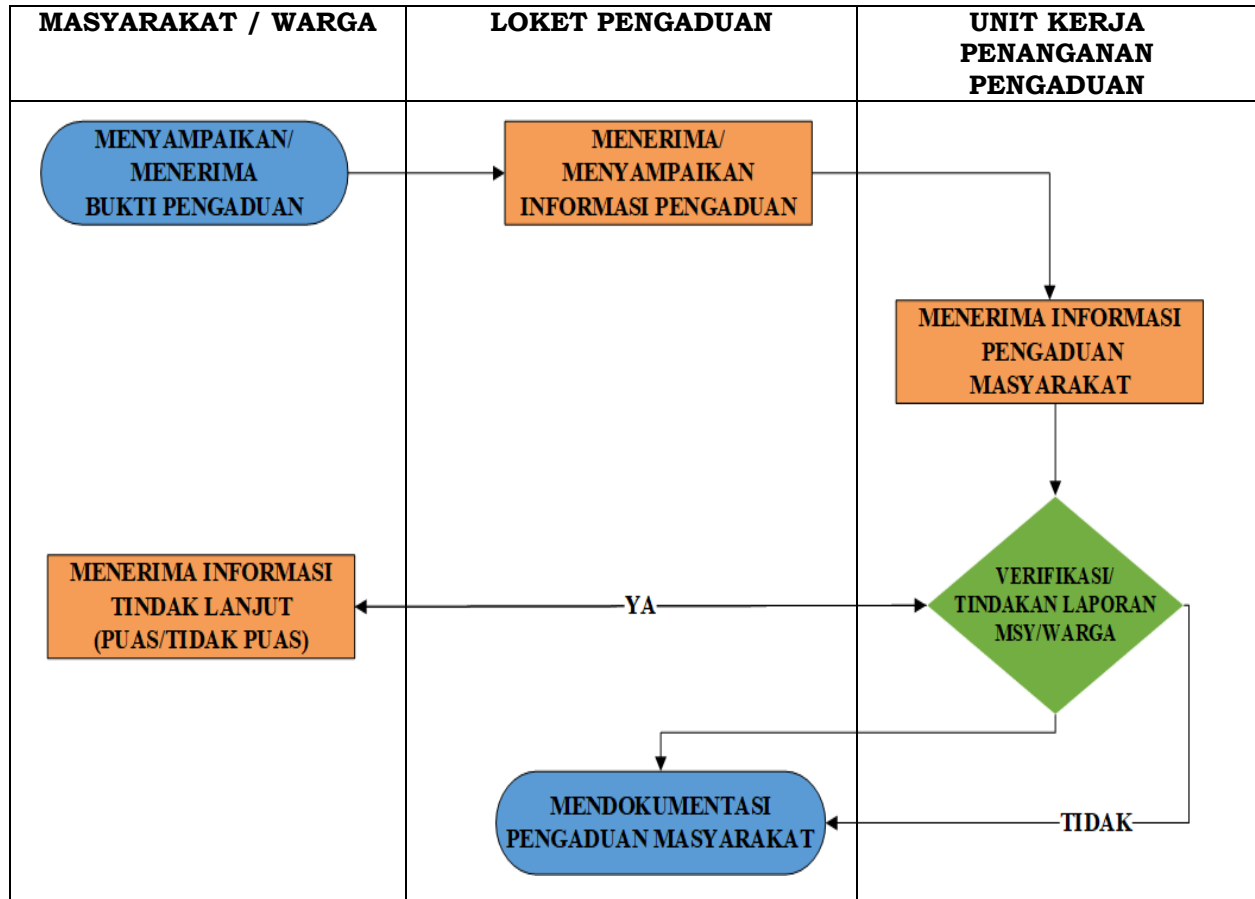 MASYARAKAT / WARGA
LOKET PENGADUAN
UNIT KERJA
PENANGANAN
PENGADUAN
MENYAMPAIKAN/
MENERIMA
BUKTI PENGADUAN
MENERIMA/
MENYAMPAIKAN
INFORMASI PENGADUAN
MENERIMA INFORMASI
PENGADUAN
MASYARAKAT
VERIFIKASI/
TINDAKAN LAPORAN
MSY/WARGA
YA
MENERIMA INFORMASI
TINDAK LANJUT
(PUAS/TIDAK PUAS)
MENDOKUMENTASI
PENGADUAN MASYARAKAT
TIDAK